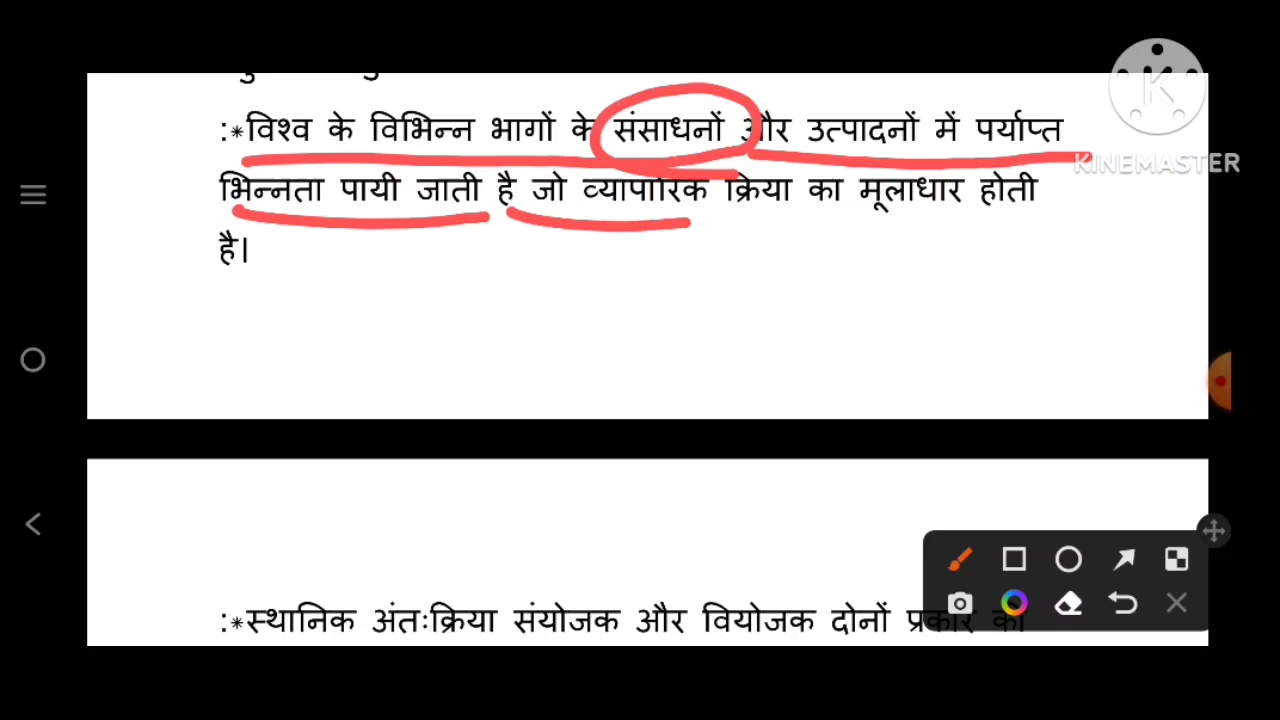 :*विश्व के विभिन्न भागों के संसाधनों और उत्पादनों में पर्याप्त
भिन्नता पायी जाती है जो व्यापारिक क्रिया का मूलाधार होती
है।
KINEMASTER
:*स्थानिक अंतःक्रिया संयोजक और वियोजक दोनों प्रकार की